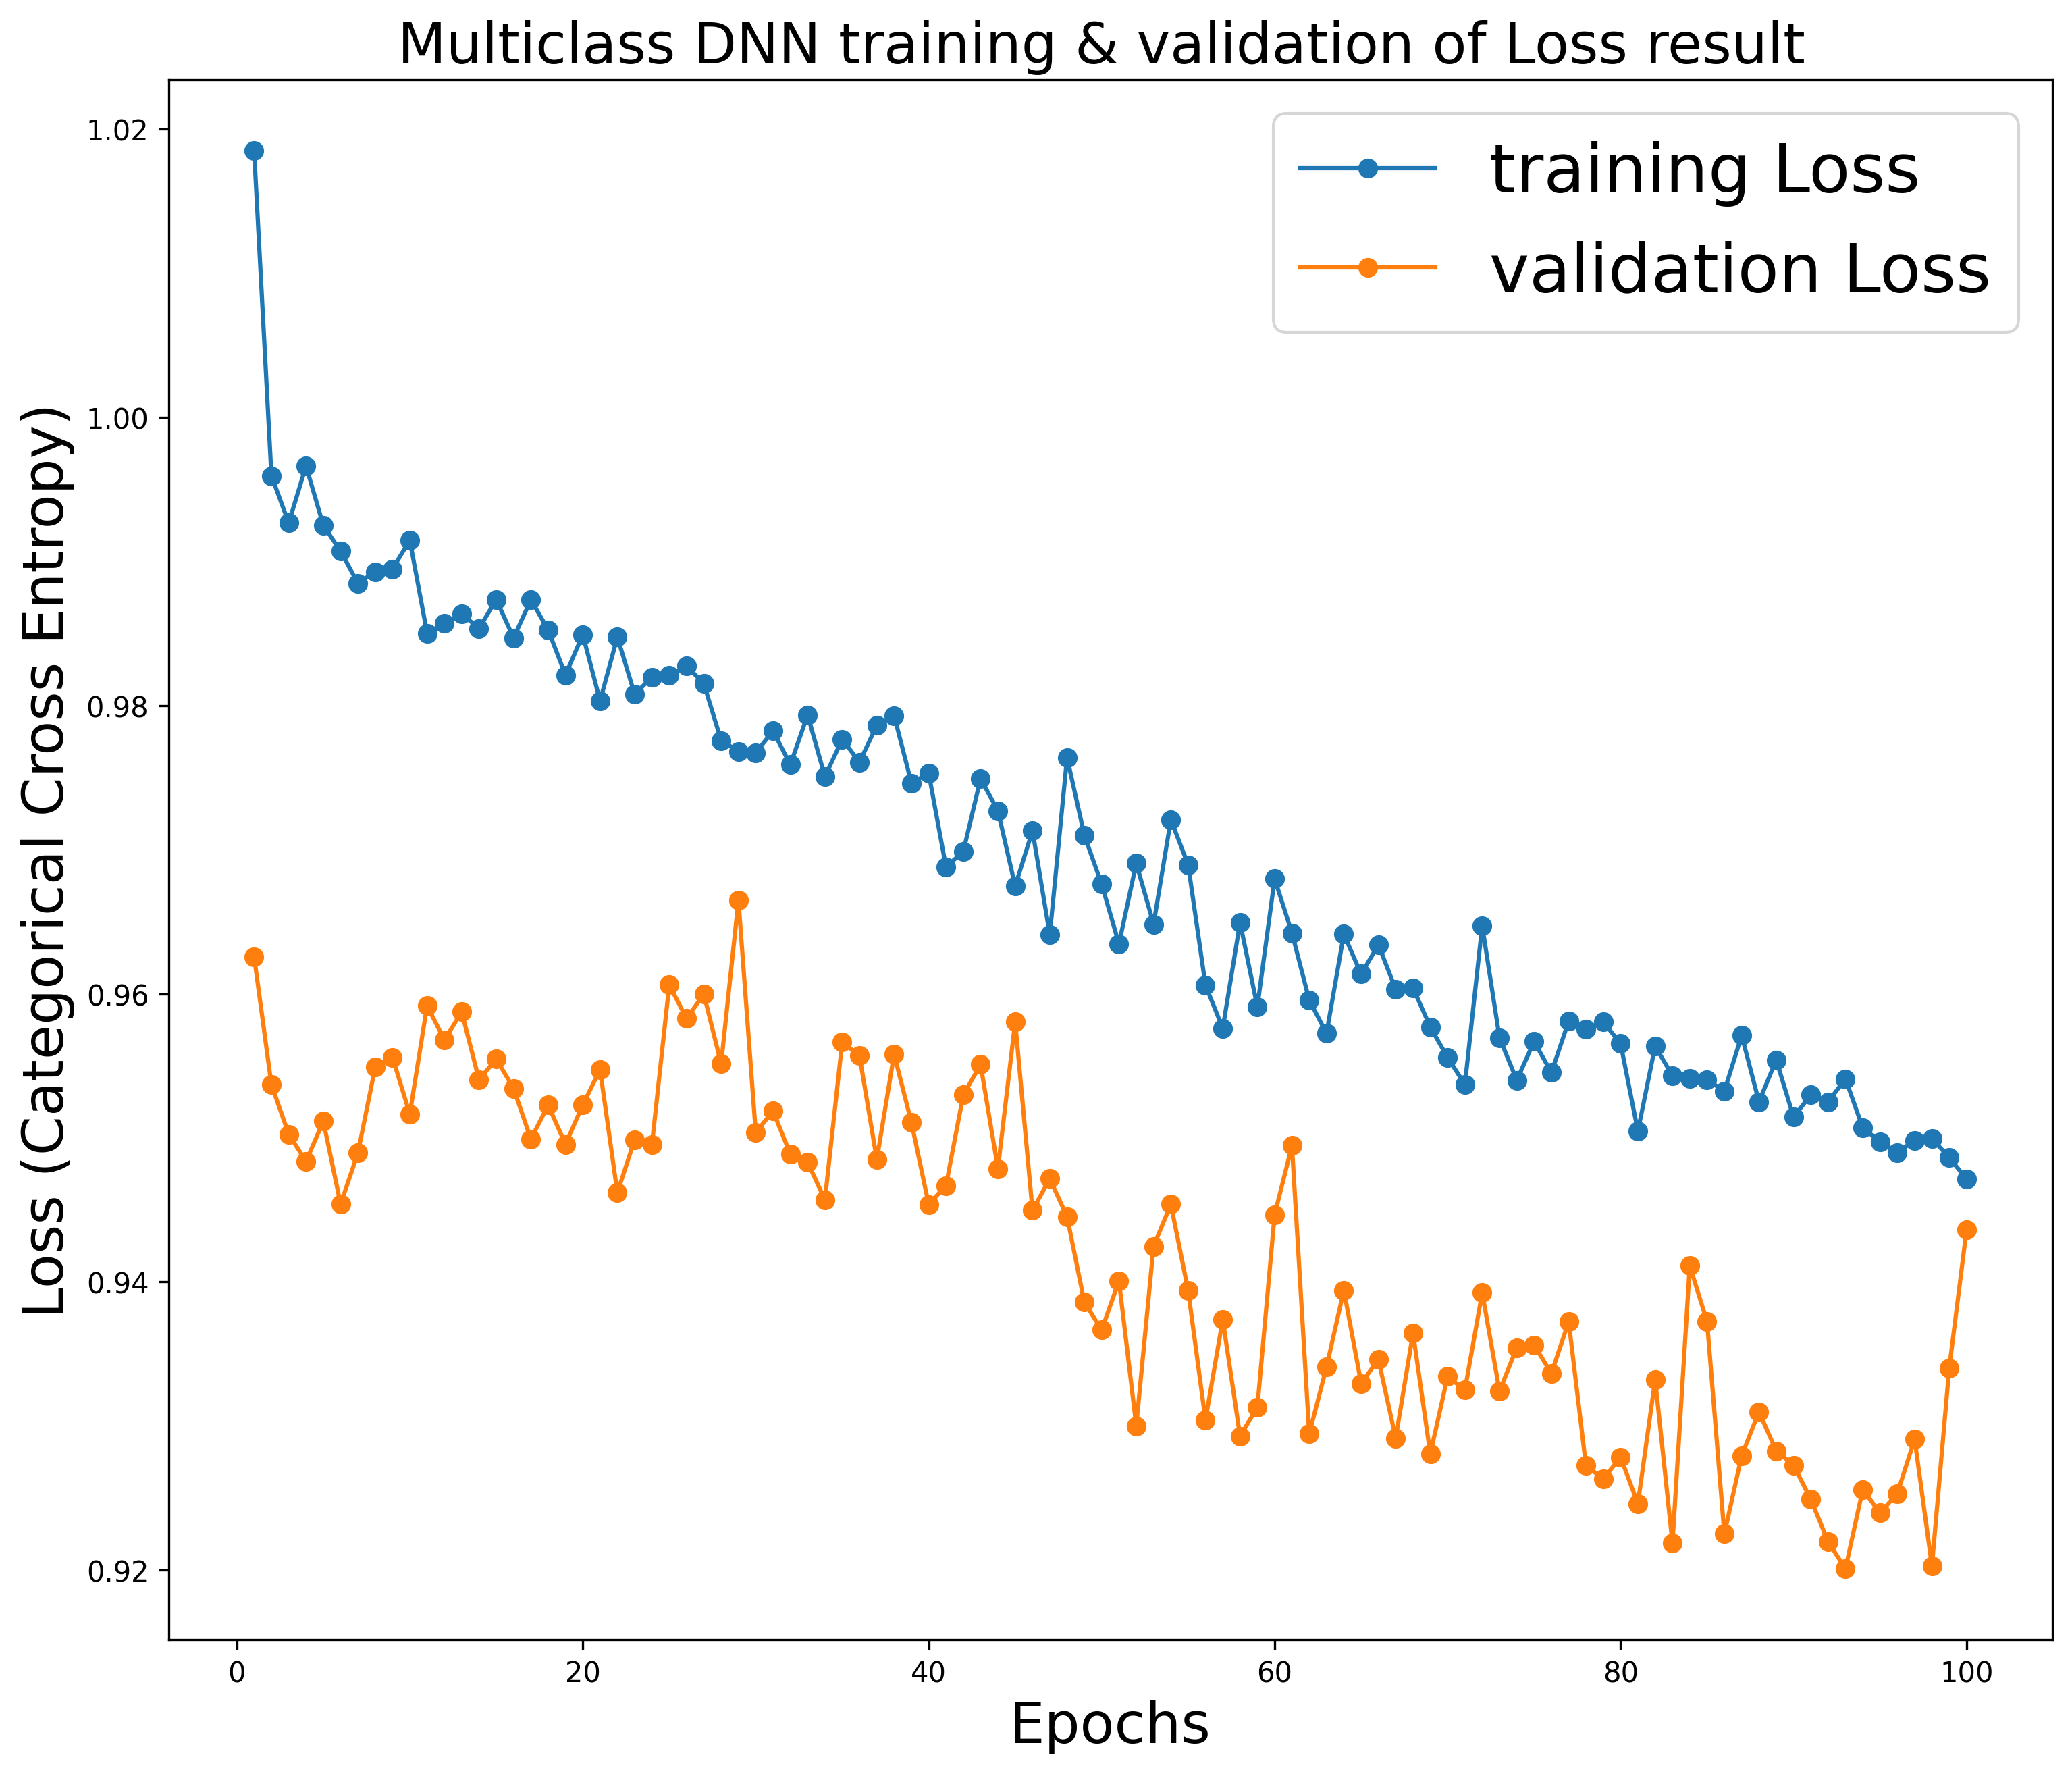 Multiclass DNN training & validation of Loss result
training Loss
validation Loss
Loss (Categorical Cross Entropy)
1.02
1.00
0.98
0.96
0.94
0.92
0 20 40 60 80 100
Epochs